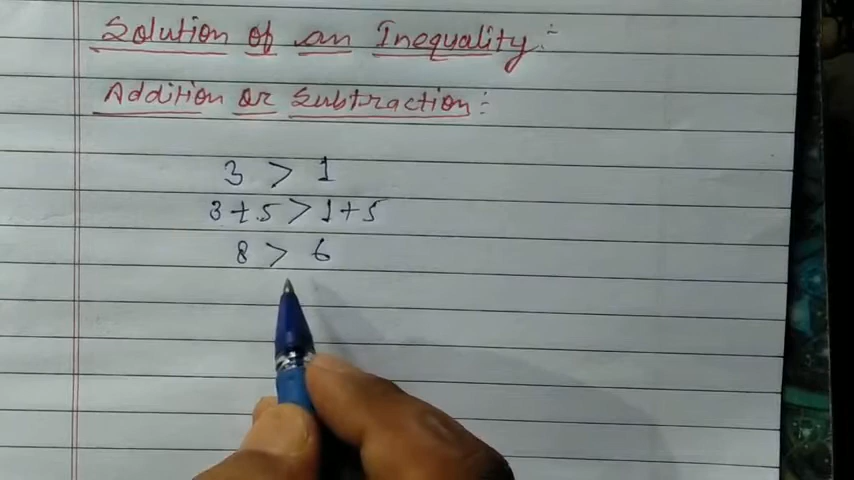 Solution of an Inequality :-
Addition or Subtraction :
3 > 1
3+5 > 1+5
8 > 6